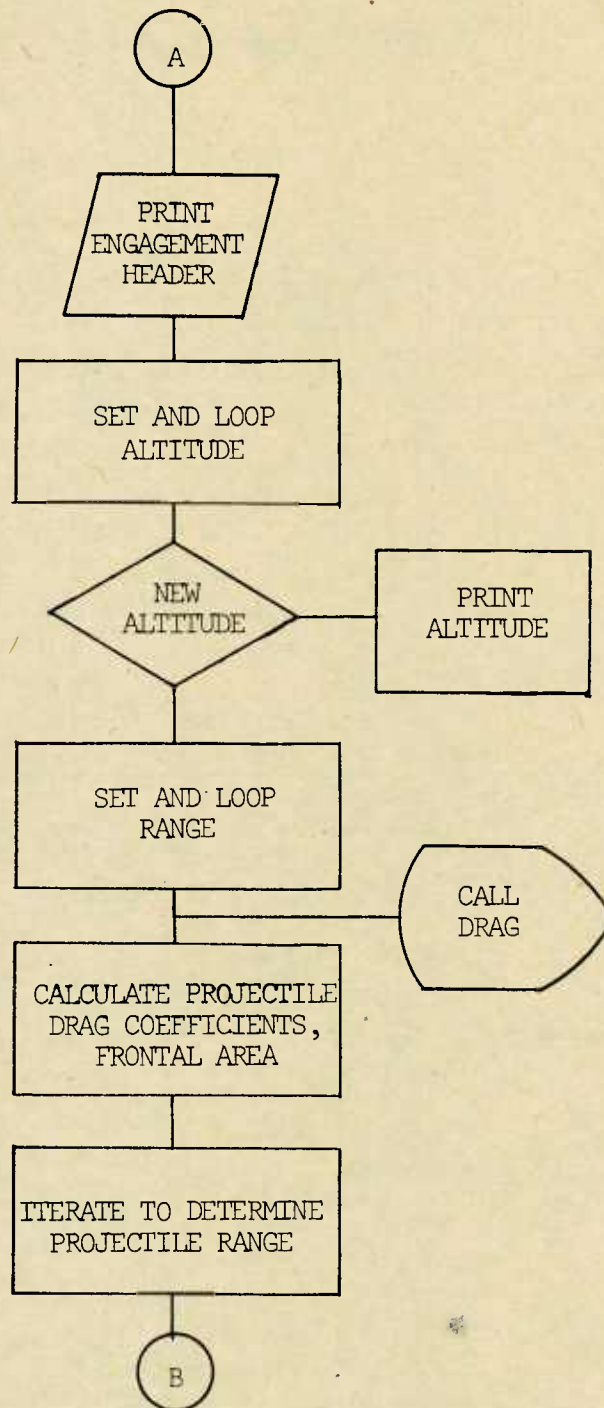 A
PRINT
ENGAGEMENT
HEADER
SET AND LOOP
ALTITUDE
NEW
ALTITUDE
PRINT
ALTITUDE
SET AND LOOP
RANGE
CALL
DRAG
CALCULATE PROJECTILE
DRAG COEFFICIENTS,
FRONTAL AREA
ITERATE TO DETERMINE
PROJECTILE RANGE
B